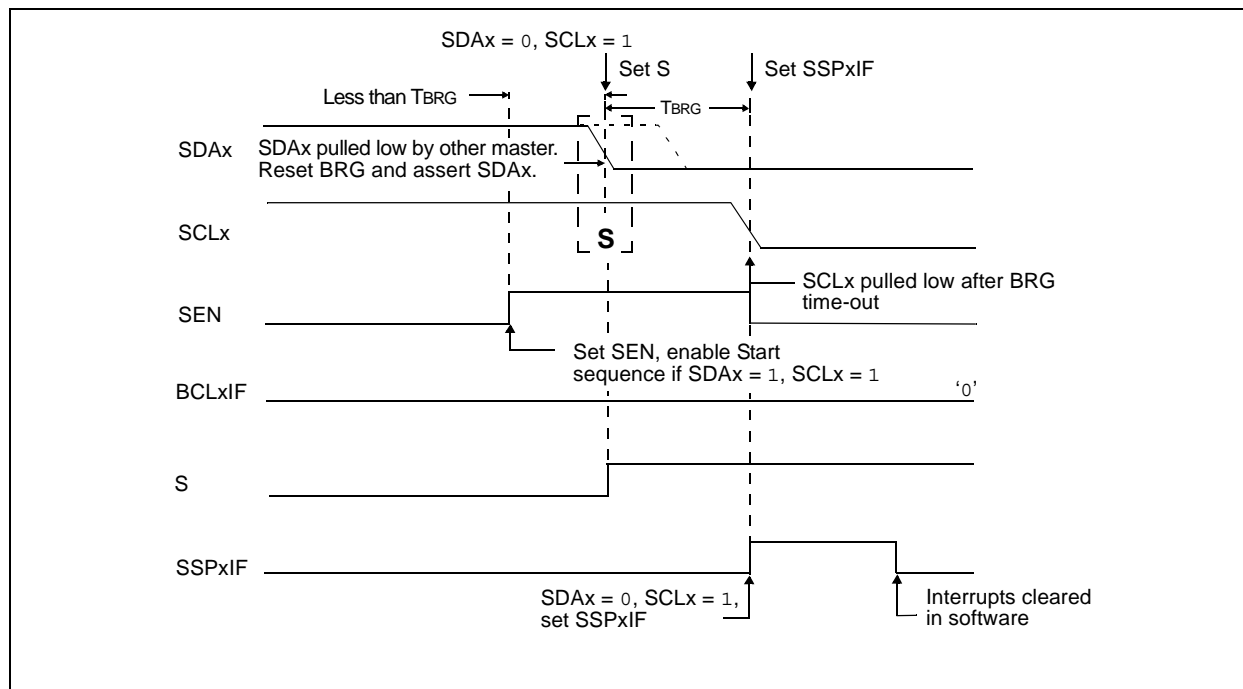 SDAx = 0, SCLx = 1
Set S
Set SSPxIF
Less than TBRG
TBRG
SDAx
SDAx pulled low by other master.
Reset BRG and assert SDAx.
SCLx
S
SCLx pulled low after BRG
time-out
SEN
Set SEN, enable Start
sequence if SDAx = 1, SCLx = 1
BCLxIF
‘0’
S
SSPxIF
SDAx = 0, SCLx = 1,
set SSPxIF
Interrupts cleared
in software